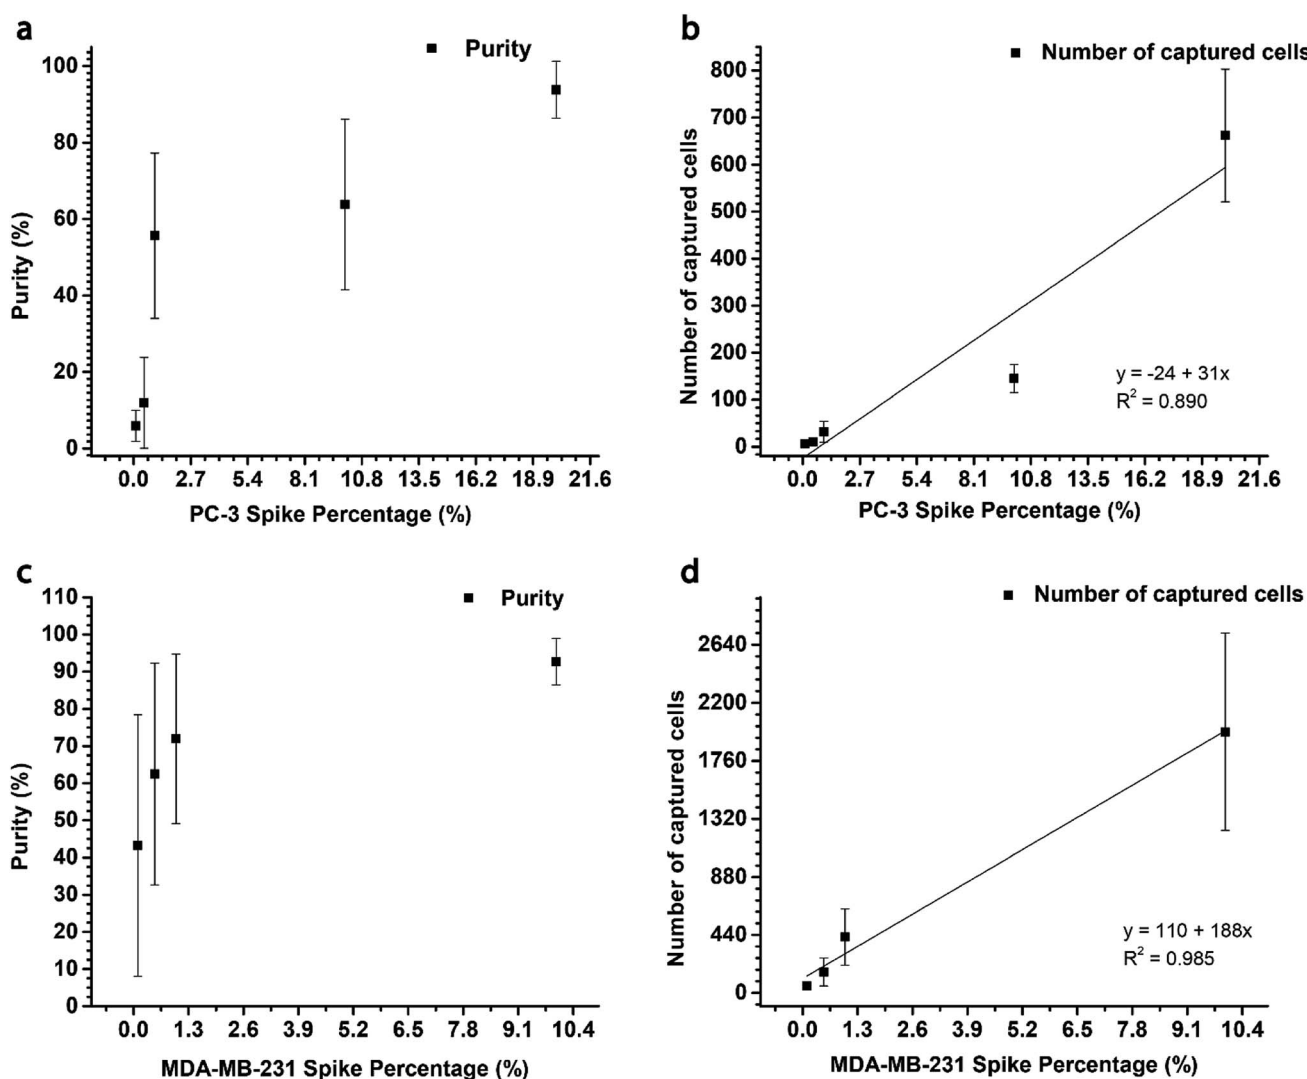 a
Purity
100
80
60
40
20
0
Purity (%)
0.0 2.7 5.4 8.1 10.8 13.5 16.2 18.9 21.6
PC-3 Spike Percentage (%)
b
Number of captured cells
800
700
600
500
400
300
200
100
0
Number of captured cells
y = -24 + 31x
R² = 0.890
0.0 2.7 5.4 8.1 10.8 13.5 16.2 18.9 21.6
PC-3 Spike Percentage (%)
c
Purity
110
100
90
80
70
60
50
40
30
20
10
0
Purity (%)
0.0 1.3 2.6 3.9 5.2 6.5 7.8 9.1 10.4
MDA-MB-231 Spike Percentage (%)
d
Number of captured cells
2640
2200
1760
1320
880
440
0
Number of captured cells
y = 110 + 188x
R² = 0.985
0.0 1.3 2.6 3.9 5.2 6.5 7.8 9.1 10.4
MDA-MB-231 Spike Percentage (%)